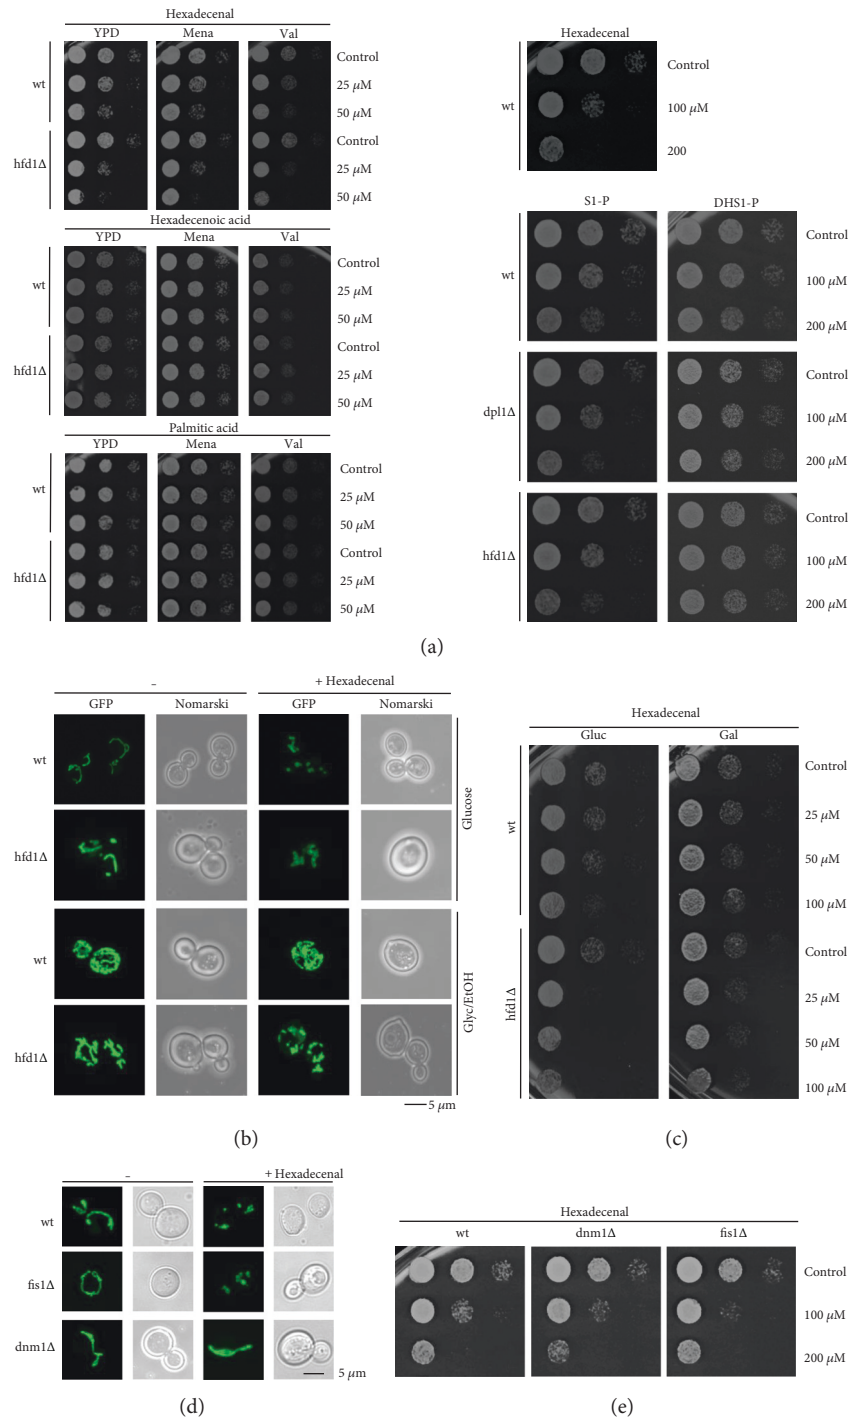 Hexadecenal
YPD Mena Val
wt
Control
25 μM
50 μM
hfd1Δ
Control
25 μM
50 μM
Hexadecenoic acid
YPD Mena Val
wt
Control
25 μM
50 μM
hfd1Δ
Control
25 μM
50 μM
Palmitic acid
YPD Mena Val
wt
Control
25 μM
50 μM
hfd1Δ
Control
25 μM
50 μM
Hexadecenal
wt
Control
100 μM
200
S1-P DHS1-P
wt
Control
100 μM
200 μM
dpl1Δ
Control
100 μM
200 μM
hfd1Δ
Control
100 μM
200 μM
(a)
– + Hexadecenal
GFP Nomarski GFP Nomarski
wt
hfd1Δ
Glucose
wt
hfd1Δ
Glyc/EtOH
5 μm
(b)
Hexadecenal
Gluc Gal
wt
Control
25 μM
50 μM
100 μM
hfd1Δ
Control
25 μM
50 μM
100 μM
(c)
– + Hexadecenal
wt
fis1Δ
dnm1Δ
5 μm
(d)
Hexadecenal
wt dnm1Δ fis1Δ
Control
100 μM
200 μM
(e)